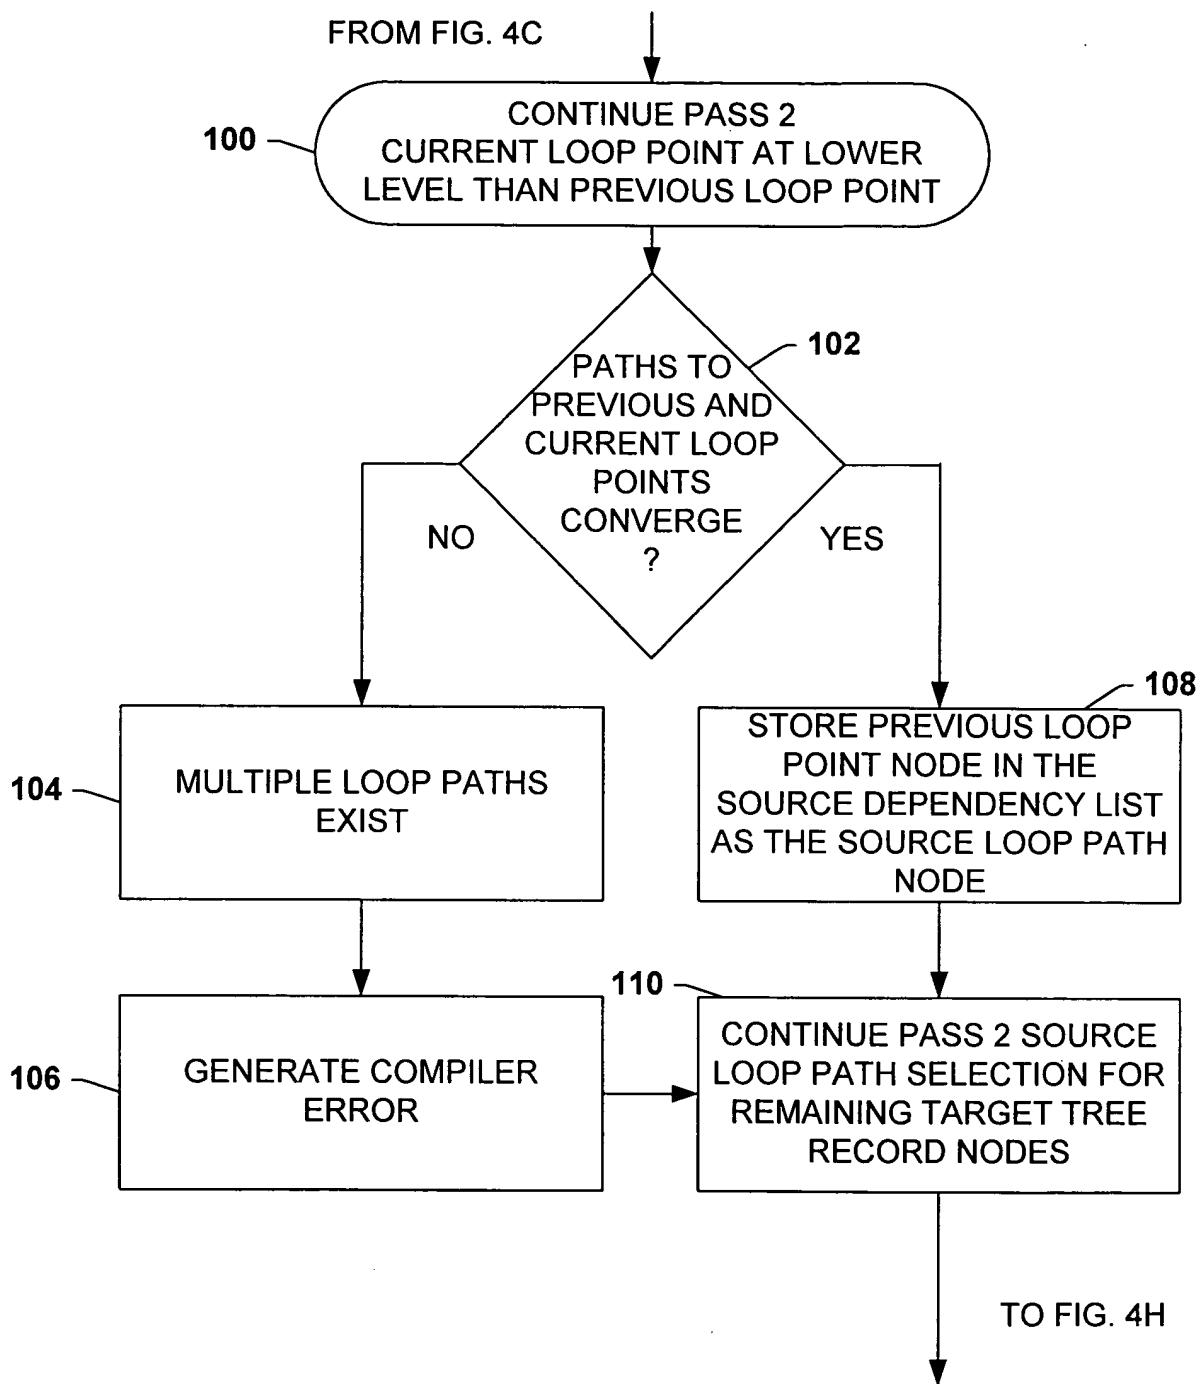 FROM FIG. 4C
100
CONTINUE PASS 2
CURRENT LOOP POINT AT LOWER
LEVEL THAN PREVIOUS LOOP POINT
102
PATHS TO
PREVIOUS AND
CURRENT LOOP
POINTS
CONVERGE
?
NO
YES
104
MULTIPLE LOOP PATHS
EXIST
108
STORE PREVIOUS LOOP
POINT NODE IN THE
SOURCE DEPENDENCY LIST
AS THE SOURCE LOOP PATH
NODE
106
GENERATE COMPILER
ERROR
110
CONTINUE PASS 2 SOURCE
LOOP PATH SELECTION FOR
REMAINING TARGET TREE
RECORD NODES
TO FIG. 4H